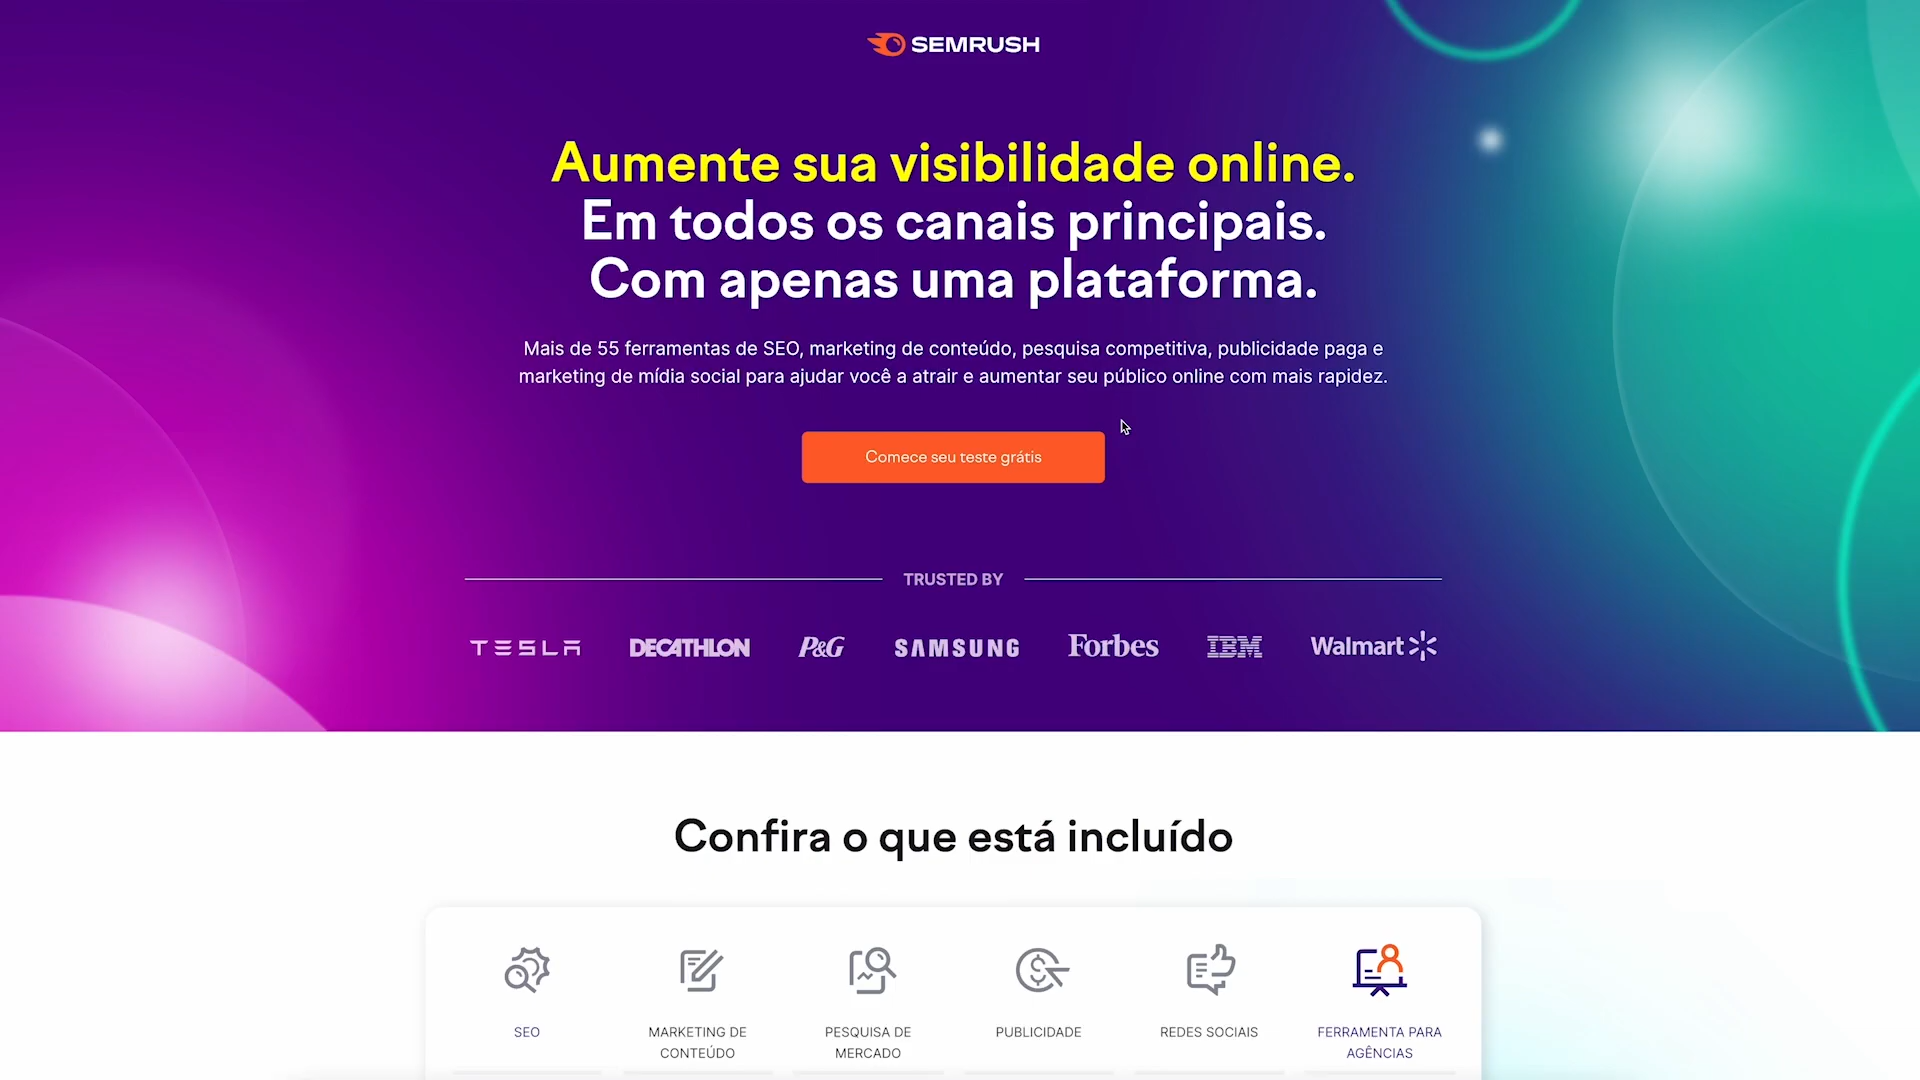 SEMRUSH
Aumente sua visibilidade online.
Em todos os canais principais.
Com apenas uma plataforma.
Mais de 55 ferramentas de SEO, marketing de conteúdo, pesquisa competitiva, publicidade paga e
marketing de mídia social para ajudar você a atrair e aumentar seu público online com mais rapidez.
Comece seu teste grátis
TRUSTED BY
TESLA DECATHLON P&G SAMSUNG Forbes IBM Walmart
Confira o que está incluído
SEO
MARKETING DE
CONTEÚDO
PESQUISA DE
MERCADO
PUBLICIDADE
REDES SOCIAIS
FERRAMENTA PARA
AGÊNCIAS